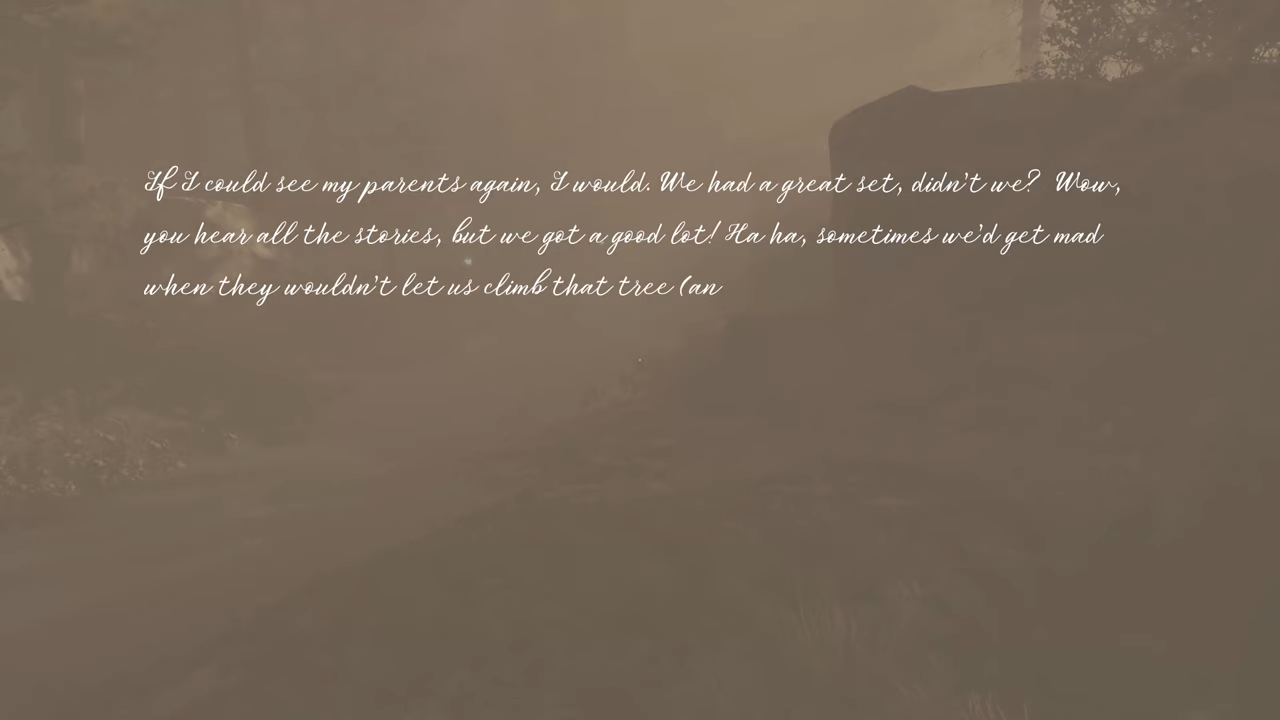 If I could see my parents again, I would. We had a great set, didn't we? Wow,
you hear all the stories, but we got a good lot! Ha ha, sometimes we'd get mad
when they wouldn't let us climb that tree (an